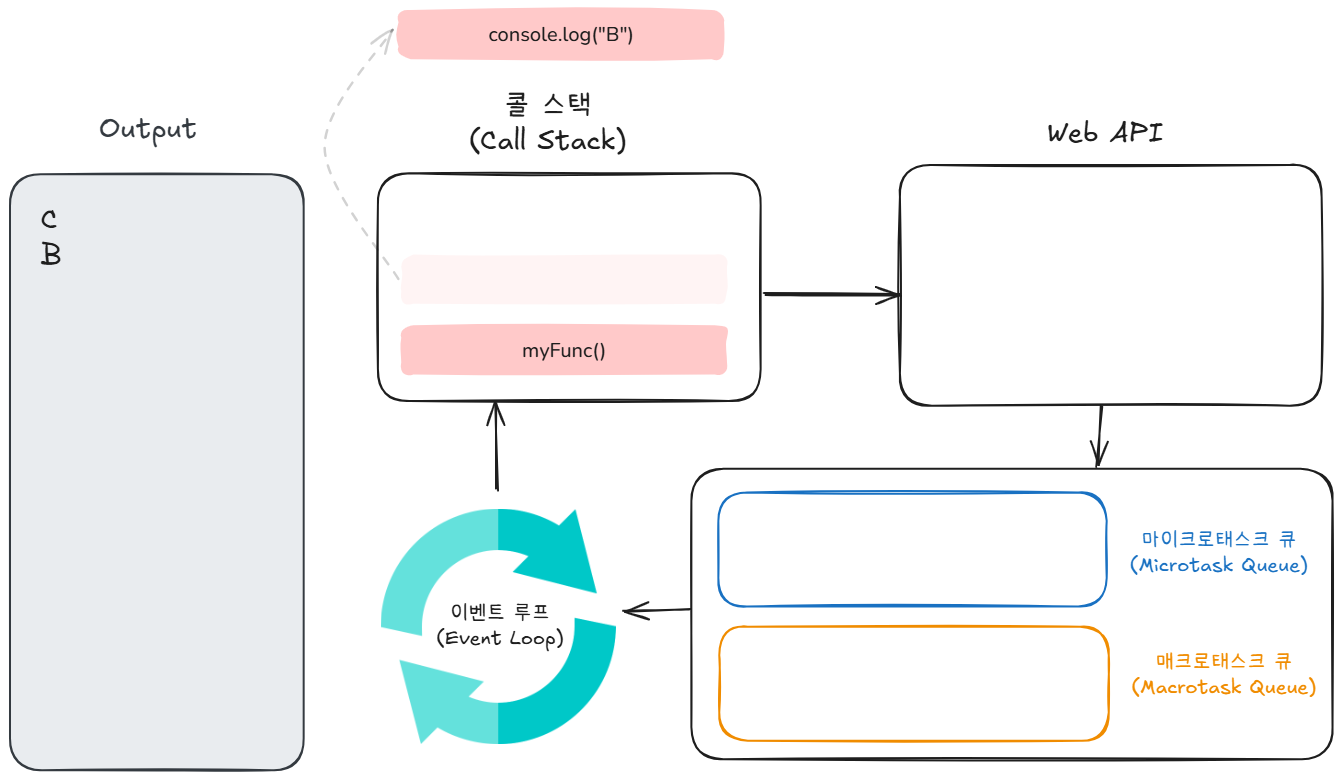 console.log("B")
콜 스택
(Call Stack)
Output
Web API
C
B
myFunc()
마이크로태스크 큐
(Microtask Queue)
이벤트 루프
(Event Loop)
매크로태스크 큐
(Macrotask Queue)